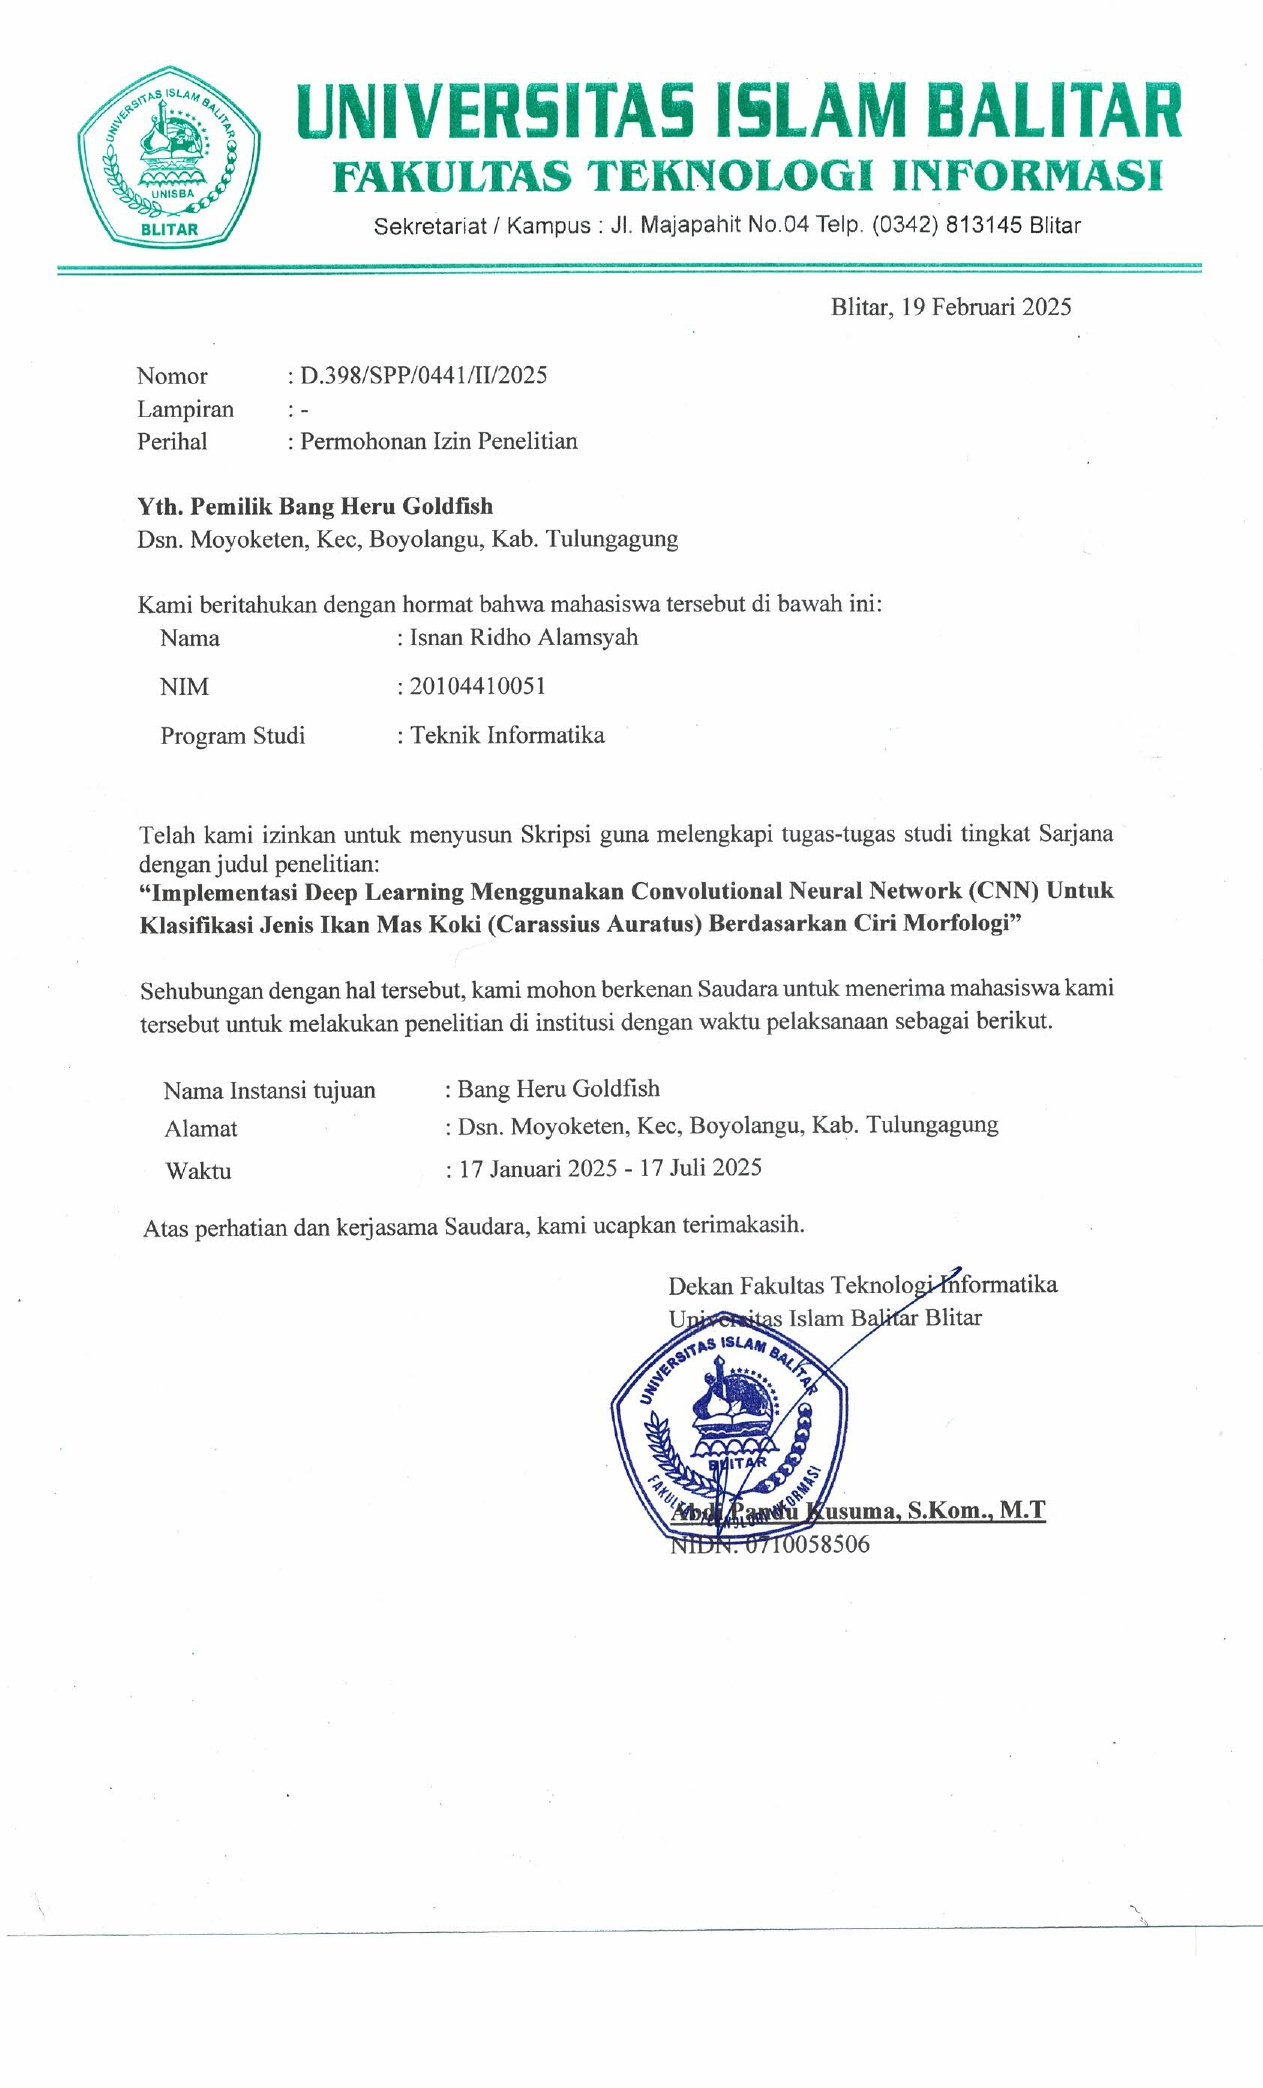 UNIVERSITAS ISLAM BALITAR
UNISBA
BLITAR
UNIVERSITAS ISLAM BALITAR
FAKULTAS TEKNOLOGI INFORMASI
Sekretariat / Kampus : Jl. Majapahit No.04 Telp. (0342) 813145 Blitar
Blitar, 19 Februari 2025
Nomor : D.398/SPP/0441/II/2025
Lampiran : -
Perihal : Permohonan Izin Penelitian
Yth. Pemilik Bang Heru Goldfish
Dsn. Moyoketen, Kec, Boyolangu, Kab. Tulungagung
Kami beritahukan dengan hormat bahwa mahasiswa tersebut di bawah ini:
Nama : Isnan Ridho Alamsyah
NIM : 20104410051
Program Studi : Teknik Informatika
Telah kami izinkan untuk menyusun Skripsi guna melengkapi tugas-tugas studi tingkat Sarjana
dengan judul penelitian:
“Implementasi Deep Learning Menggunakan Convolutional Neural Network (CNN) Untuk
Klasifikasi Jenis Ikan Mas Koki (Carassius Auratus) Berdasarkan Ciri Morfologi”
Sehubungan dengan hal tersebut, kami mohon berkenan Saudara untuk menerima mahasiswa kami
tersebut untuk melakukan penelitian di institusi dengan waktu pelaksanaan sebagai berikut.
Nama Instansi tujuan : Bang Heru Goldfish
Alamat : Dsn. Moyoketen, Kec, Boyolangu, Kab. Tulungagung
Waktu : 17 Januari 2025 - 17 Juli 2025
Atas perhatian dan kerjasama Saudara, kami ucapkan terimakasih.
Dekan Fakultas Teknologi Informatika
Universitas Islam Balitar Blitar
UNIVERSITAS ISLAM BALITAR
BLITAR
FAKULTAS TEKNOLOGI INFORMASI
Abdi Pandu Kusuma, S.Kom., M.T
NIDN. 0710058506